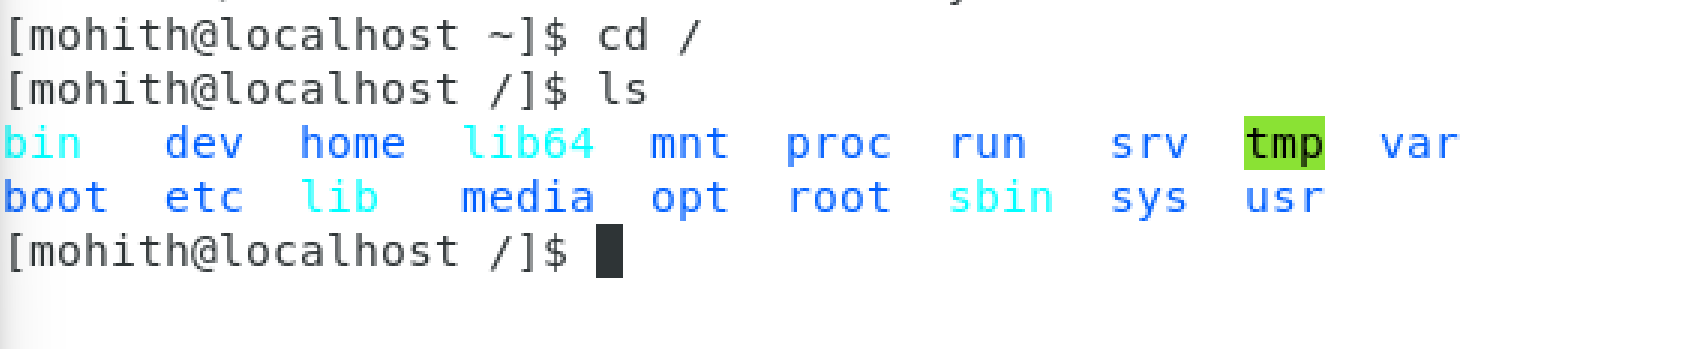 [mohith@localhost ~]$ cd /
[mohith@localhost /]$ ls
bin dev home lib64 mnt proc run srv tmp var
boot etc lib media opt root sbin sys usr
[mohith@localhost /]$